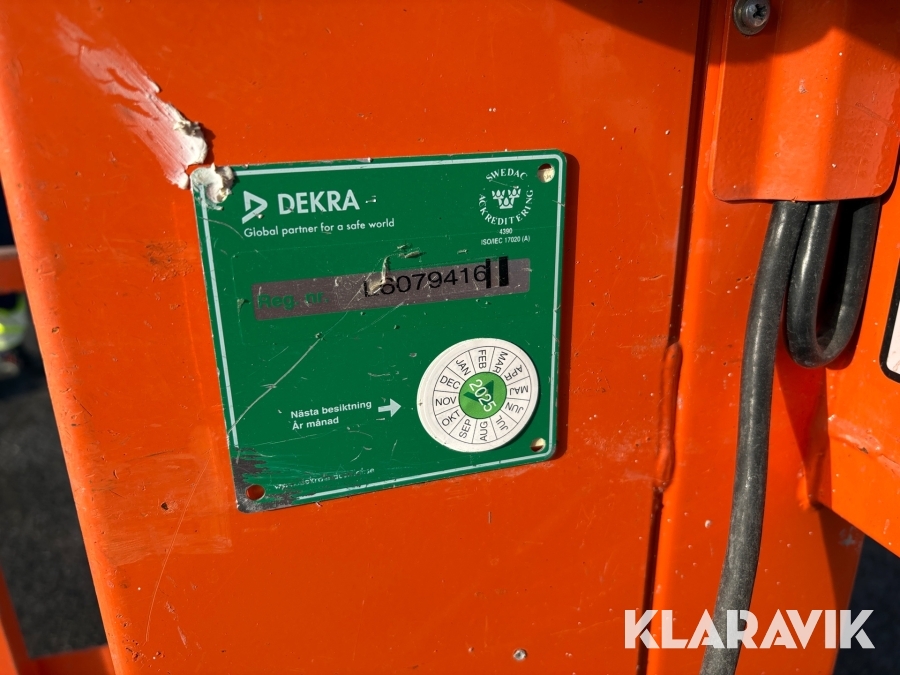 DEKRA
Global partner for a safe world
SWEDAC
ACKREDITERING
4390
ISO/IEC 17020 (A)
Reg. nr.
079416
Nästa besiktning
År månad
2025
JAN
FEB
MAR
APR
MAJ
JUN
JUL
AUG
SEP
OKT
NOV
DEC
KLARAVIK